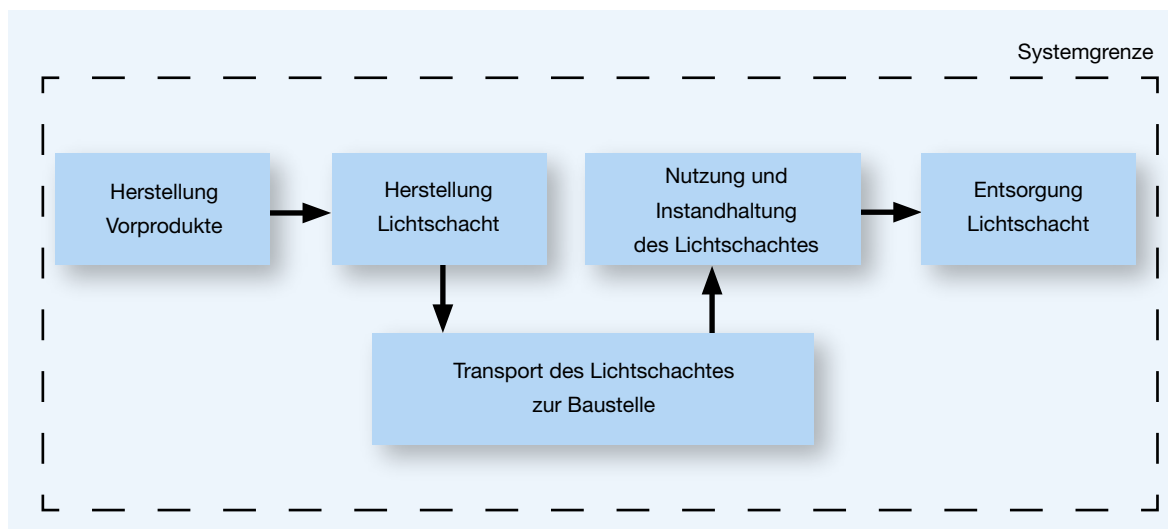 Systemgrenze
Herstellung
Vorprodukte
Herstellung
Lichtschacht
Transport des Lichtschachtes
zur Baustelle
Nutzung und
Instandhaltung
des Lichtschachtes
Entsorgung
Lichtschacht